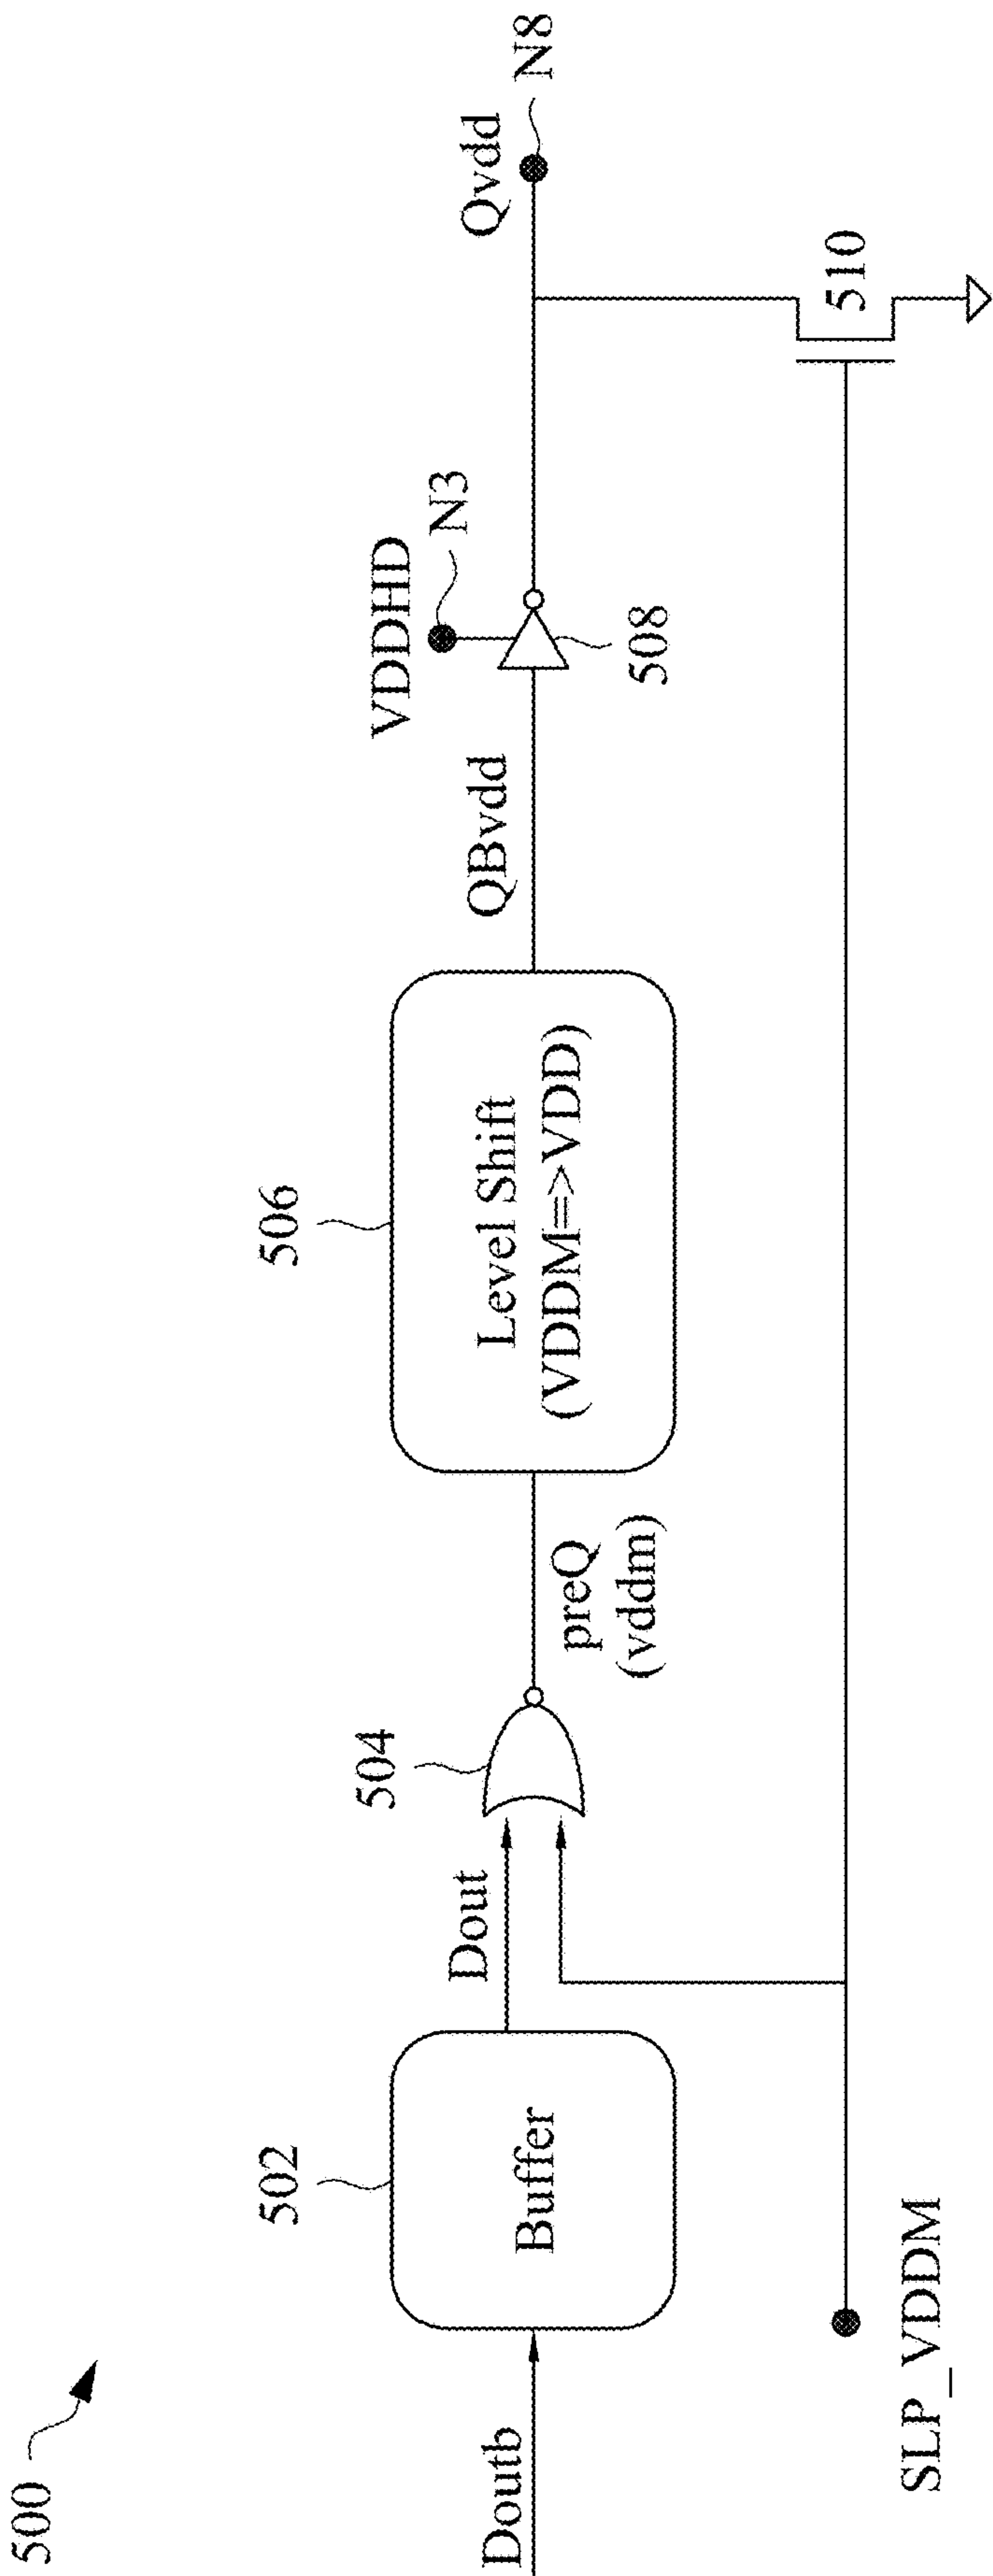 500
Doutb
502
Buffer
Dout
504
preQ
(vddm)
506
Level Shift
(VDDM=>VDD)
QBvdd
VDDHD
N3
508
Qvdd
N8
510
SLP_VDDM